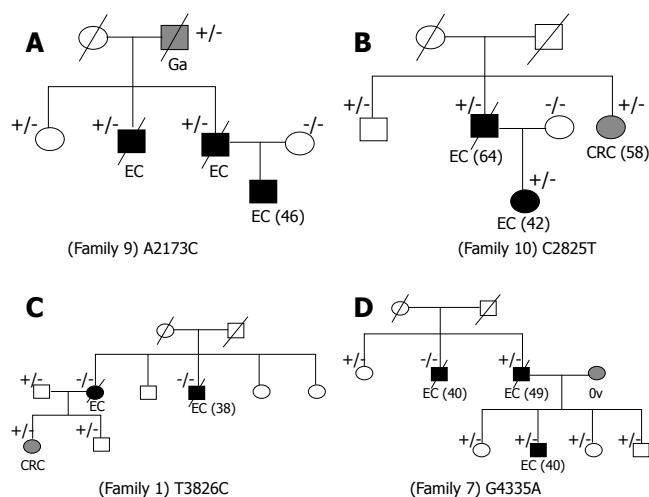 A
+/-
Ga
+/-
+/-
+/-
-/-
EC
EC
EC (46)
(Family 9) A2173C
B
+/-
+/-
-/-
+/-
EC (64)
CRC (58)
+/-
EC (42)
(Family 10) C2825T
C
+/-
-/-
EC
-/-
EC (38)
+/-
+/-
CRC
(Family 1) T3826C
D
+/-
-/-
+/-
EC (40)
EC (49)
0v
+/-
+/-
+/-
+/-
EC (40)
(Family 7) G4335A